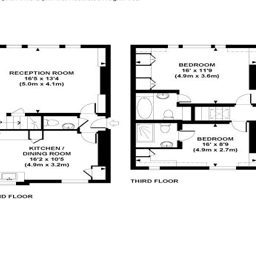 RECEPTION ROOM
16'5 x 13'4
(5.0m x 4.1m)
KITCHEN /
DINING ROOM
16'2 x 10'5
(4.9m x 3.2m)
BEDROOM
16' x 11'9
(4.9m x 3.6m)
BEDROOM
16' x 8'9
(4.9m x 2.7m)
THIRD FLOOR
ND FLOOR